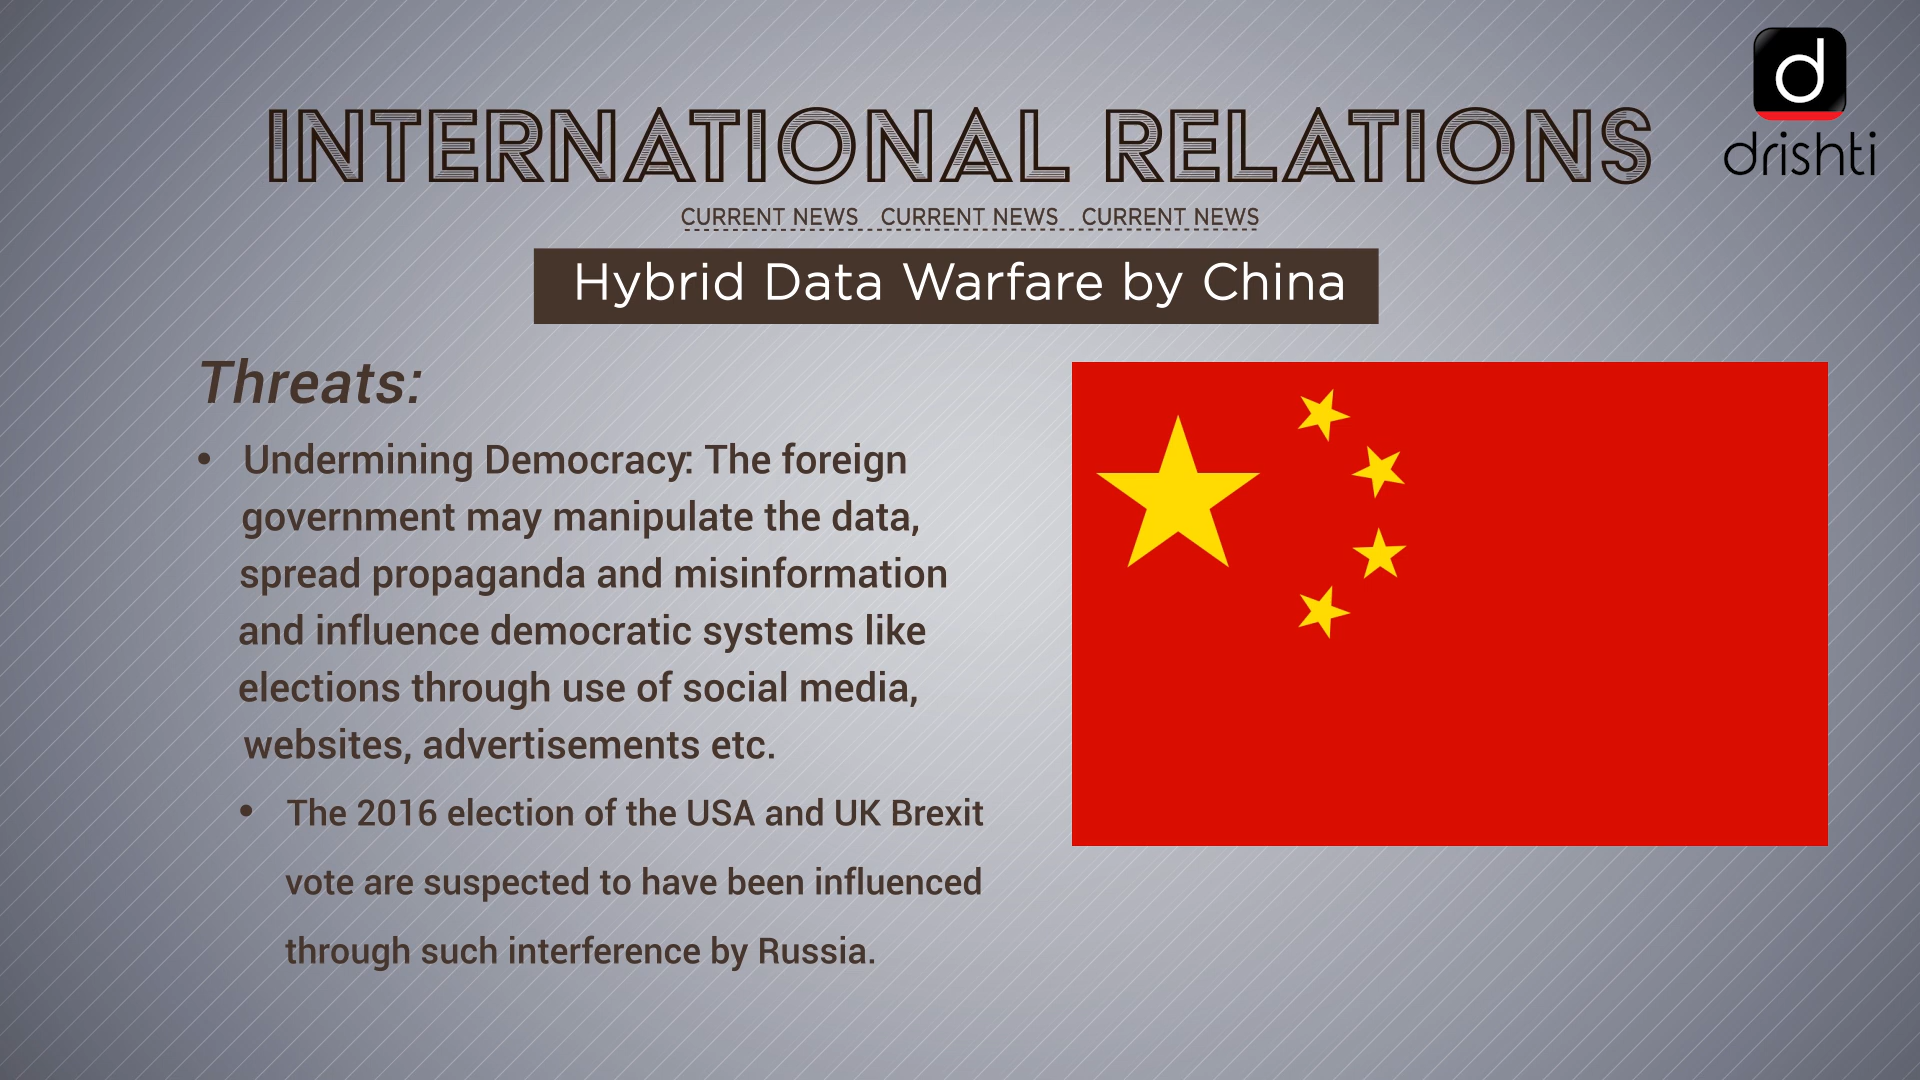 INTERNATIONAL RELATIONS
d
drishti
CURRENT NEWS CURRENT NEWS CURRENT NEWS
Hybrid Data Warfare by China
Threats:
• Undermining Democracy: The foreign
government may manipulate the data,
spread propaganda and misinformation
and influence democratic systems like
elections through use of social media,
websites, advertisements etc.
• The 2016 election of the USA and UK Brexit
vote are suspected to have been influenced
through such interference by Russia.